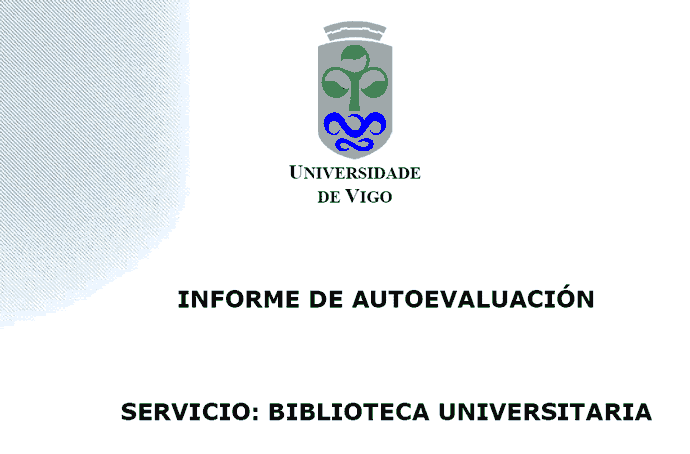 UNIVERSIDADE
DE VIGO
INFORME DE AUTOEVALUACIÓN
SERVICIO: BIBLIOTECA UNIVERSITARIA